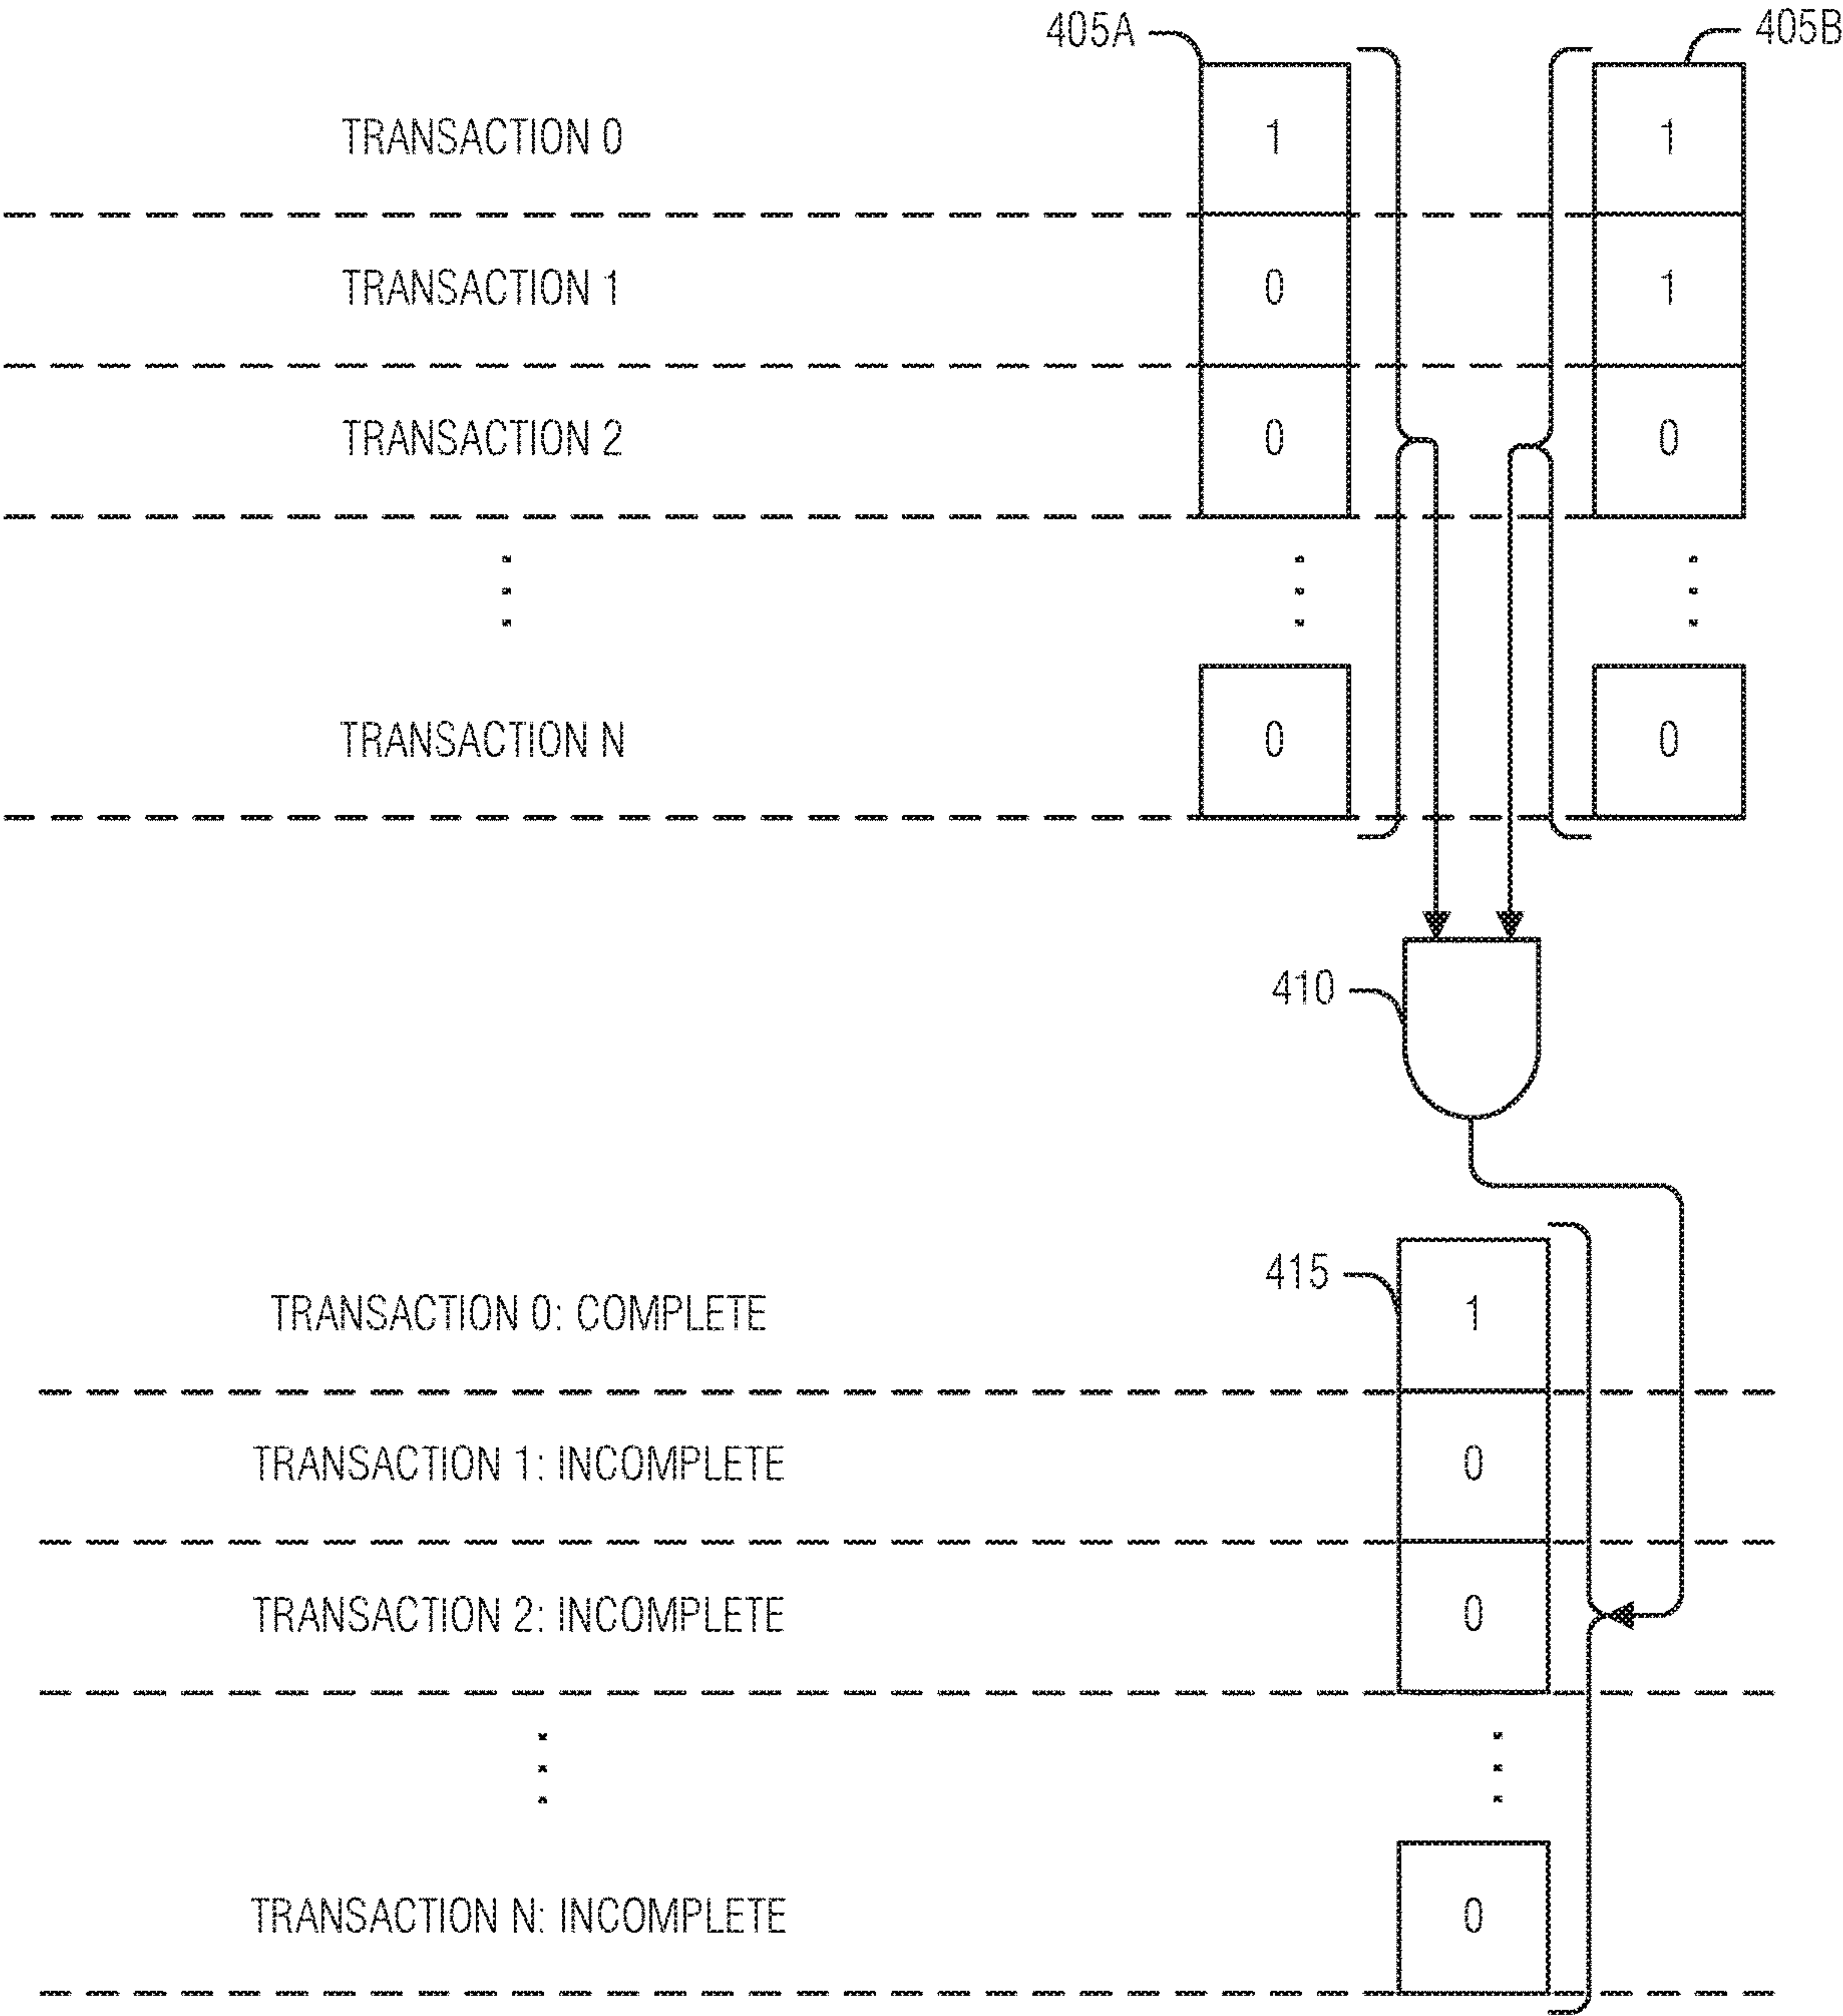 405A 405B
TRANSACTION 0 1 1
TRANSACTION 1 0 1
TRANSACTION 2 0 0
TRANSACTION N 0 0
410
415
TRANSACTION 0: COMPLETE 1
TRANSACTION 1: INCOMPLETE 0
TRANSACTION 2: INCOMPLETE 0
TRANSACTION N: INCOMPLETE 0